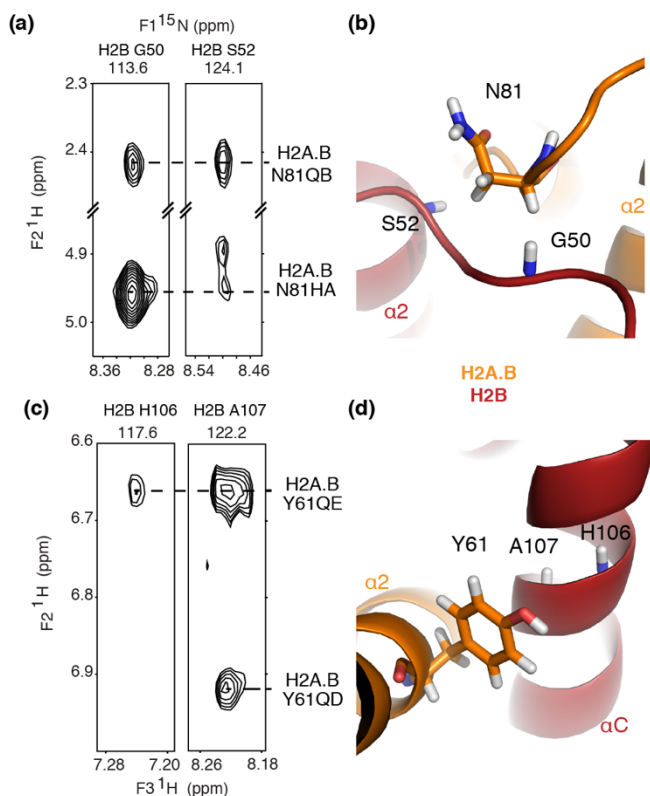 (a)
F1 ¹⁵N (ppm)
H2B G50 H2B S52
113.6 124.1
2.3
2.4
4.9
5.0
F2 ¹H (ppm)
H2A.B
N81QB
H2A.B
N81HA
8.36 8.28 8.54 8.46
(b)
N81
S52
G50
α2
α2
H2A.B
H2B
(c)
H2B H106 H2B A107
117.6 122.2
6.6
6.7
6.8
6.9
F2 ¹H (ppm)
H2A.B
Y61QE
H2A.B
Y61QD
7.28 7.20 8.26 8.18
F3 ¹H (ppm)
(d)
Y61
A107
H106
α2
αC